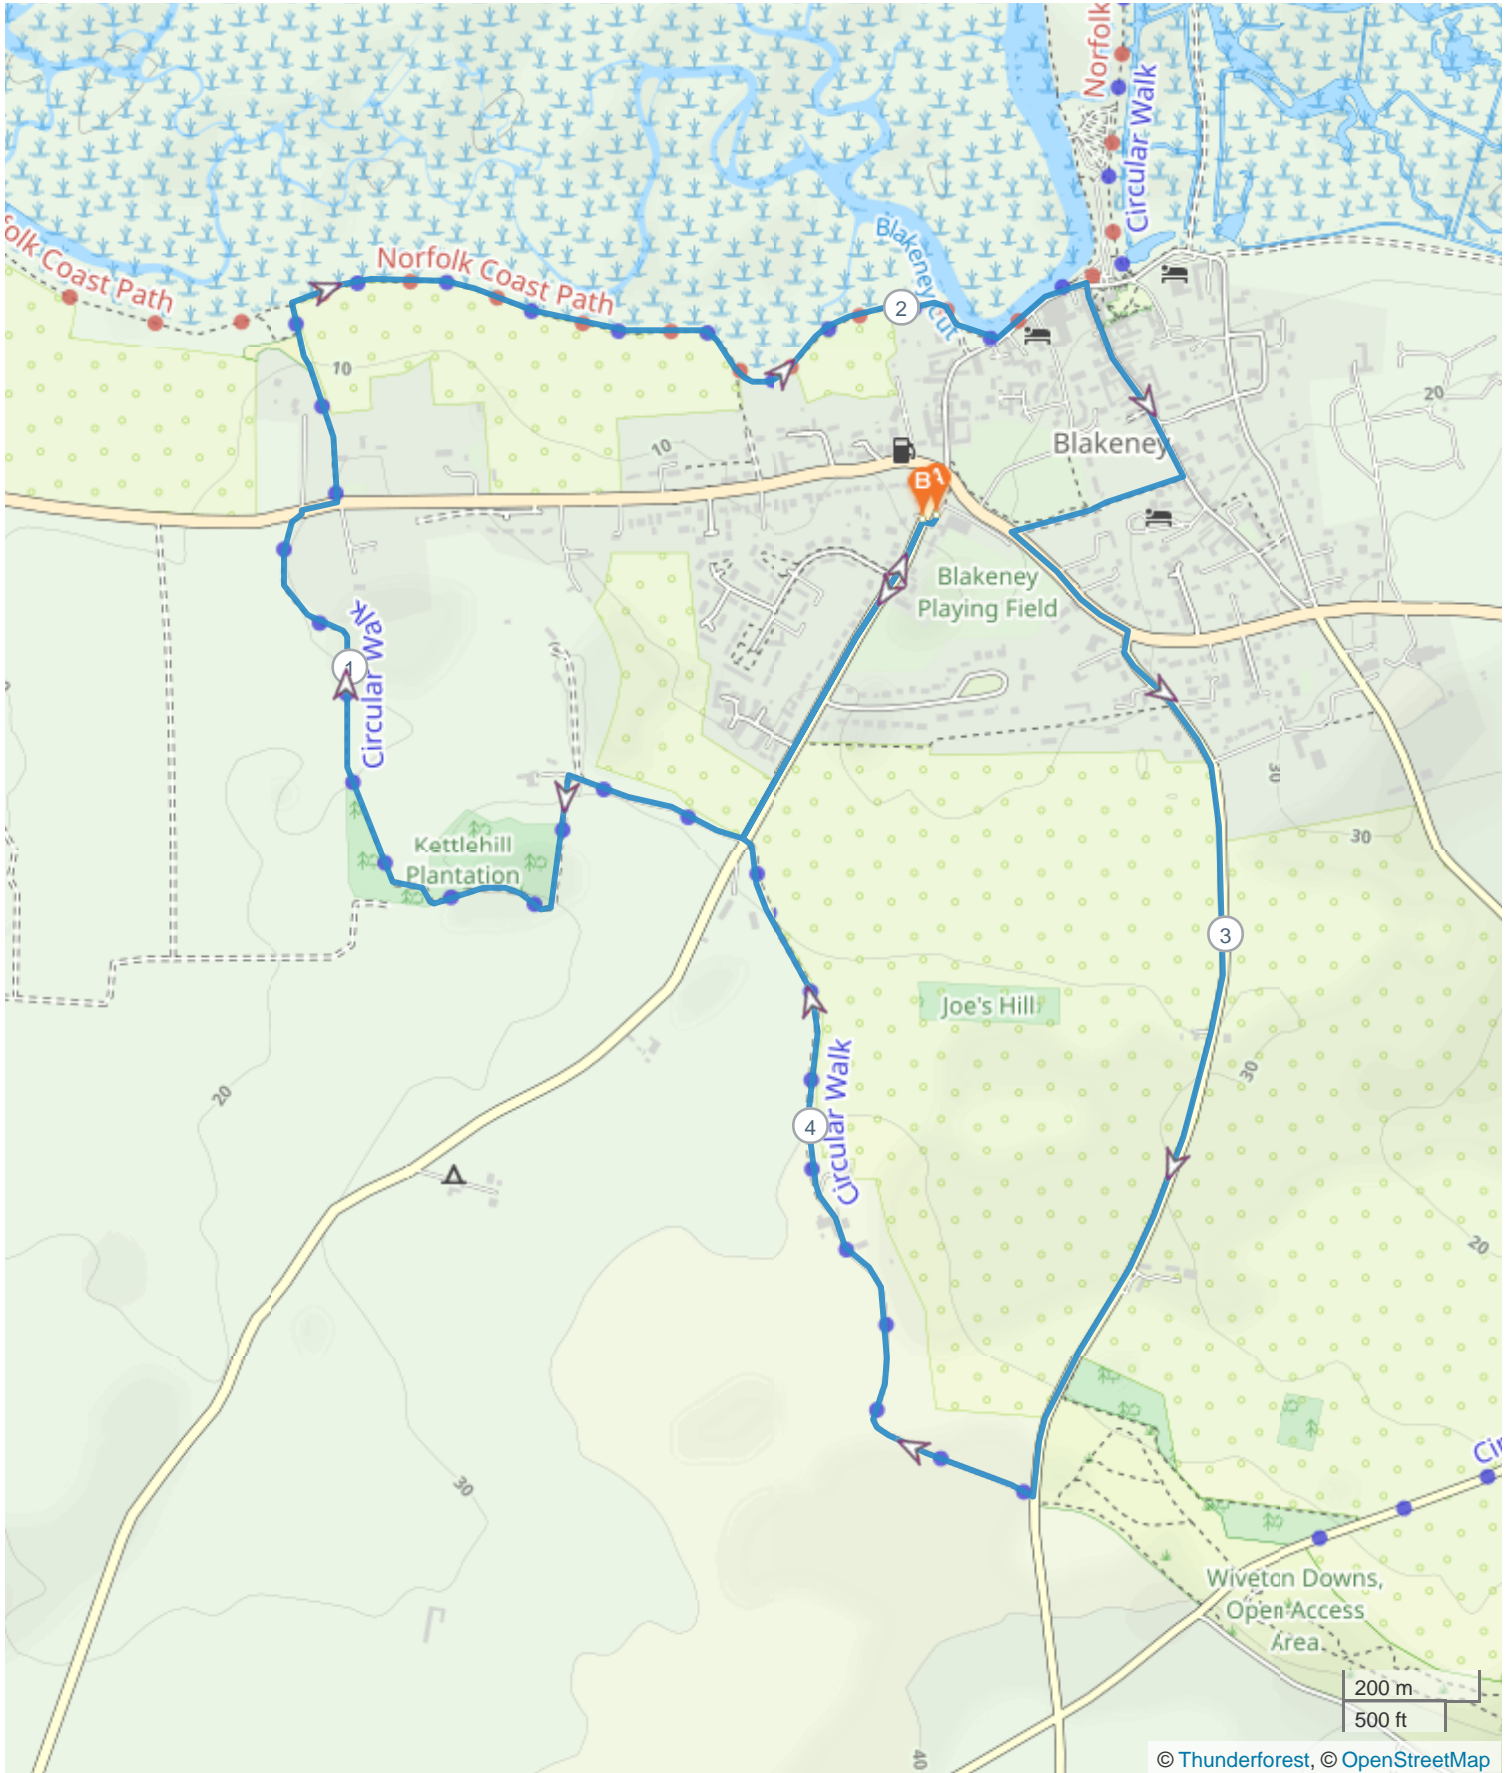 Norfolk
Circular Walk
olk Coast Path
Norfolk Coast Path
Blakeney Cut
2
10
20
10
Blakeney
B
Blakeney
Playing Field
Circular Walk
1
30
30
Kettlehill
Plantation
3
Joe's Hill
30
20
Circular Walk
4
20
30
Cir
Wiveton Downs,
Open Access
Area
200 m
500 ft
40
© Thunderforest, © OpenStreetMap